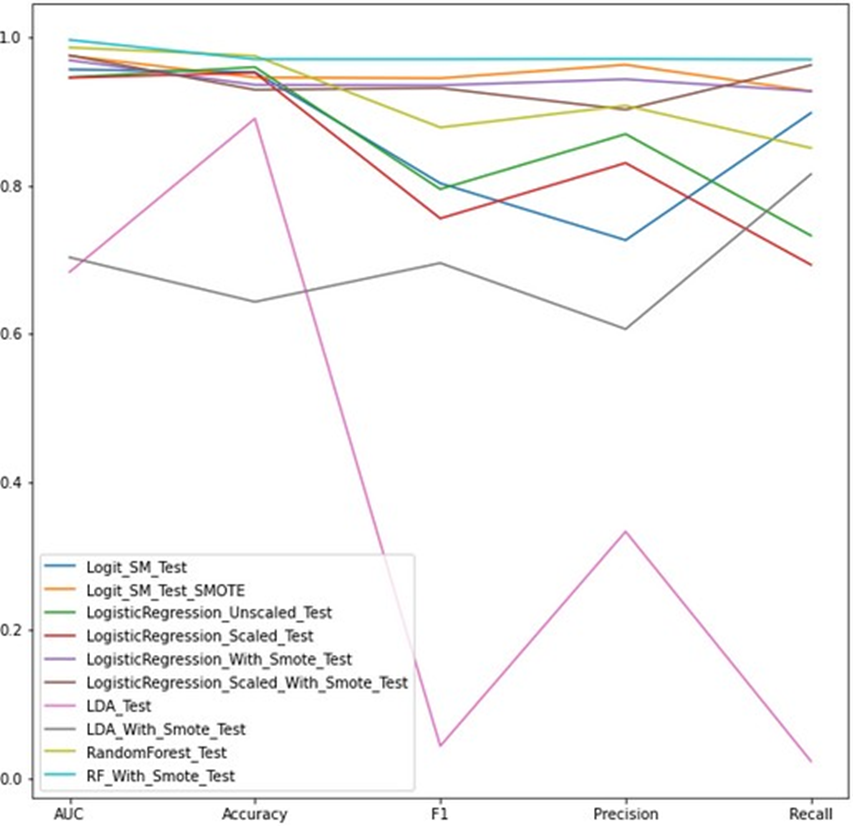 1.0
0.8
0.6
0.4
0.2
0.0
Logit_SM_Test
Logit_SM_Test_SMOTE
LogisticRegression_Unscaled_Test
LogisticRegression_Scaled_Test
LogisticRegression_With_Smote_Test
LogisticRegression_Scaled_With_Smote_Test
LDA_Test
LDA_With_Smote_Test
RandomForest_Test
RF_With_Smote_Test
AUC Accuracy F1 Precision Recall